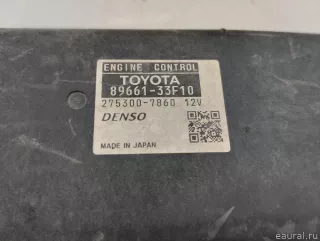 ENGINE CONTROL
TOYOTA
89661-33F10
275300-7860 12V
DENSO
MADE IN JAPAN
eaural.ru